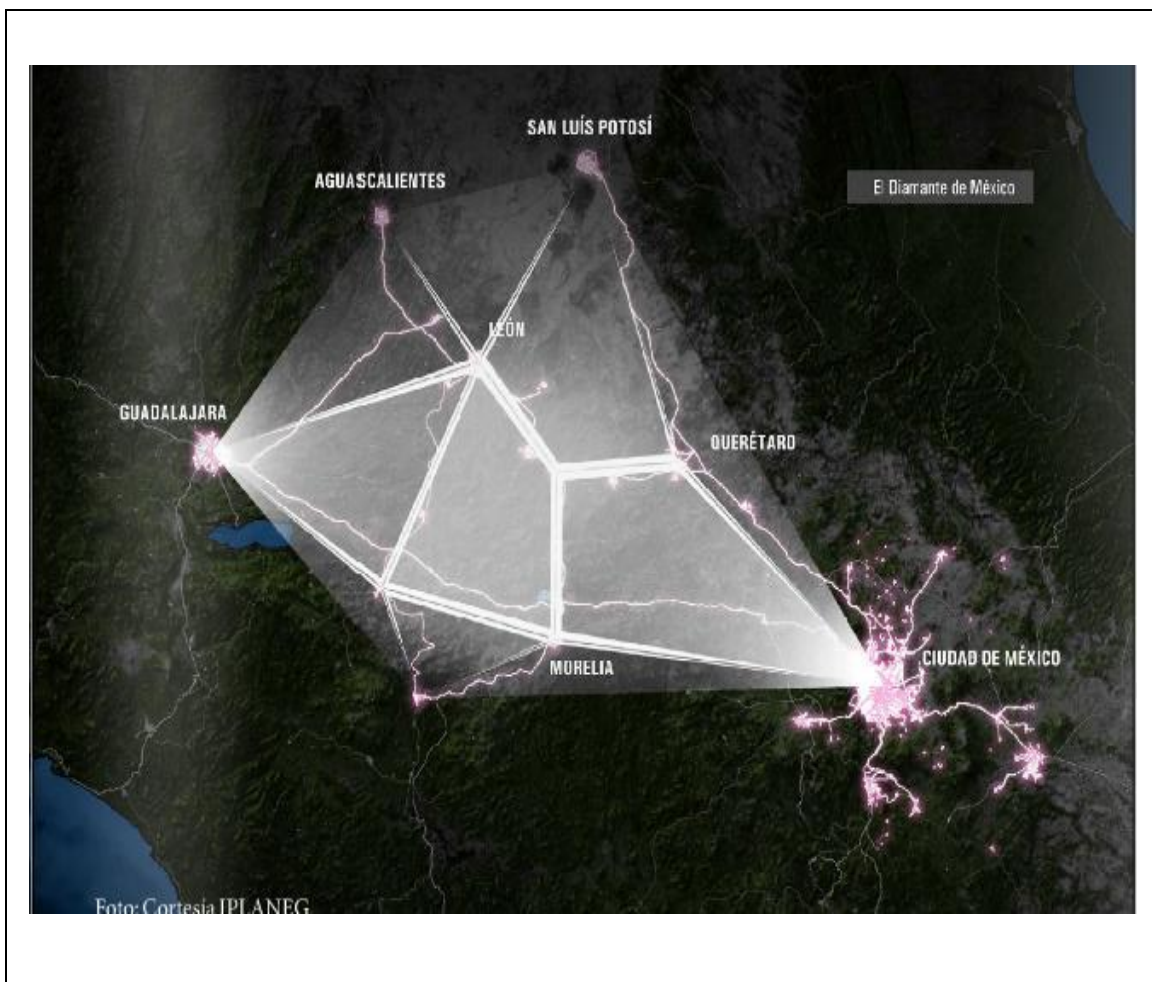 SAN LUÍS POTOSÍ
AGUASCALIENTES
El Diamante de México
LEÓN
GUADALAJARA
QUERÉTARO
CIUDAD DE MÉXICO
MORELIA
Foto: Cortesía IPLANEG